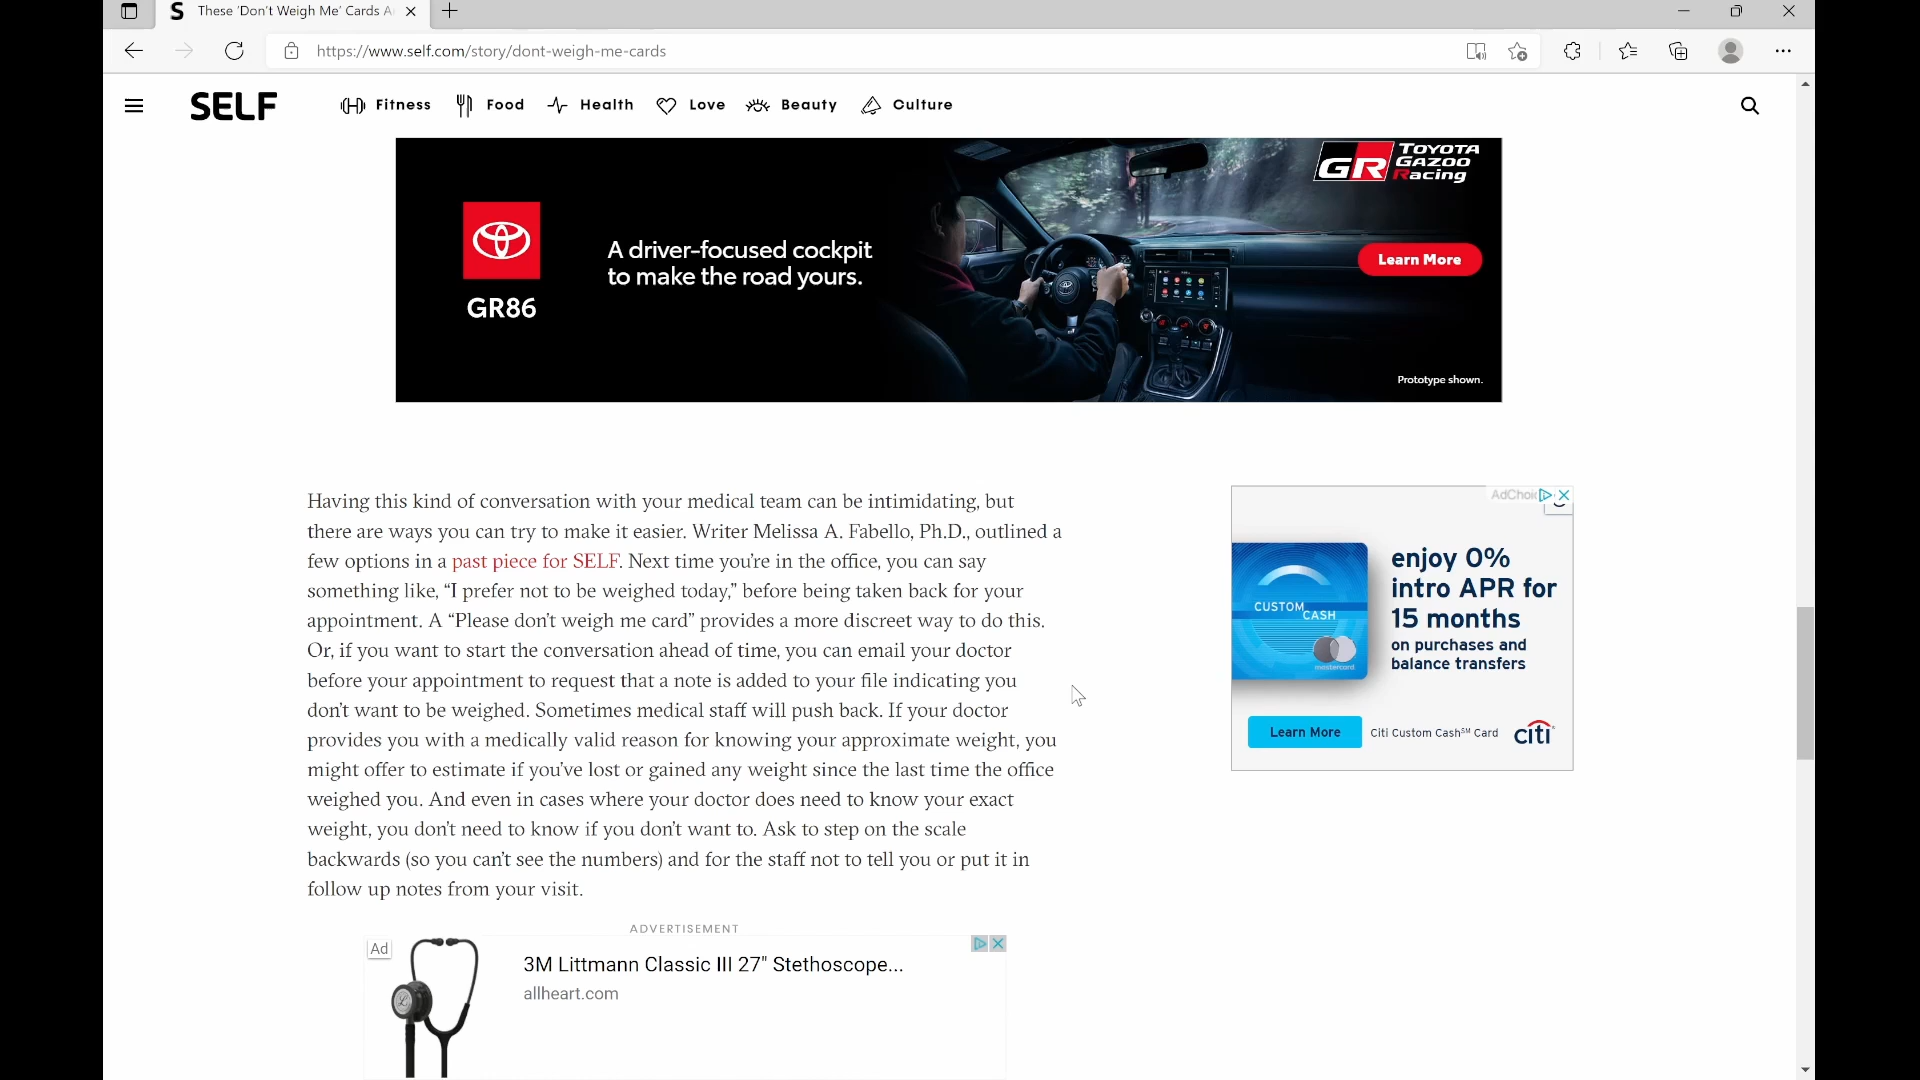 These 'Don't Weigh Me' Cards A
https://www.self.com/story/dont-weigh-me-cards
SELF
Fitness
Food
Health
Love
Beauty
Culture
GR TOYOTA
GAZOO
Racing
A driver-focused cockpit
to make the road yours.
Learn More
GR86
Prototype shown.
Having this kind of conversation with your medical team can be intimidating, but
there are ways you can try to make it easier. Writer Melissa A. Fabello, Ph.D., outlined a
few options in a past piece for SELF. Next time you're in the office, you can say
something like, “I prefer not to be weighed today,” before being taken back for your
appointment. A “Please don't weigh me card” provides a more discreet way to do this.
Or, if you want to start the conversation ahead of time, you can email your doctor
before your appointment to request that a note is added to your file indicating you
don't want to be weighed. Sometimes medical staff will push back. If your doctor
provides you with a medically valid reason for knowing your approximate weight, you
might offer to estimate if you've lost or gained any weight since the last time the office
weighed you. And even in cases where your doctor does need to know your exact
weight, you don't need to know if you don't want to. Ask to step on the scale
backwards (so you can't see the numbers) and for the staff not to tell you or put it in
follow up notes from your visit.
AdChoic
enjoy 0%
intro APR for
15 months
on purchases and
balance transfers
CUSTOM
CASH
mastercard
Learn More
Citi Custom Cash℠ Card
citi
ADVERTISEMENT
Ad
3M Littmann Classic III 27" Stethoscope...
allheart.com